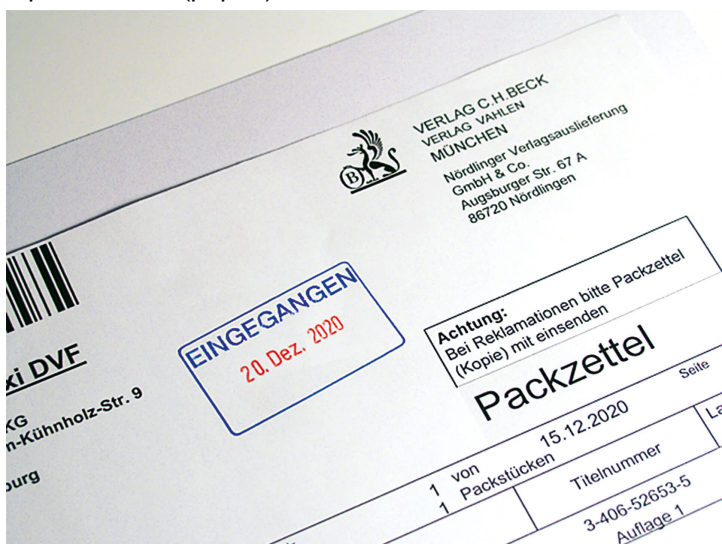 VERLAG C.H.BECK
VERLAG VAHLEN
MÜNCHEN
Nördlinger Verlagsauslieferung
GmbH & Co.
Augsburger Str. 67 A
86720 Nördlingen
B
EINGEGANGEN
20. Dez. 2020
Achtung:
Bei Reklamationen bitte Packzettel
(Kopie) mit einsenden
Packzettel
xi DVF
KG
m-Kühnholz-Str. 9
burg
15.12.2020
Seite
1 von
1 Packstücken
Titelnummer
La
3-406-52653-5
Auflage 1